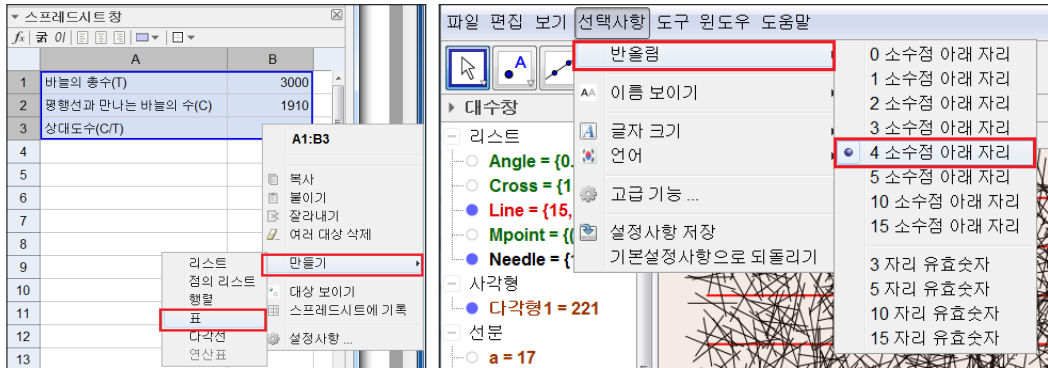 스프레드시트 창
fx 굵 0/
A B
1 바늘의 총수(T) 3000
2 평행선과 만나는 바늘의 수(C) 1910
3 상대도수(C/T)
4
5
6
7
8
9
10
11
12
13
A1:B3
복사
붙이기
잘라내기
여러 대상 삭제
만들기
대상 보이기
스프레드시트에 기록
설정사항 ...
리스트
점의 리스트
행렬
표
다각선
연산표
파일 편집 보기 선택사항 도구 윈도우 도움말
A
대수창
리스트
Angle = {0.
Cross = {1
Line = {15,
Mpoint = {(
Needle = {
사각형
다각형1 = 221
선분
a = 17
반올림
AA 이름 보이기
A 글자 크기
언어
고급 기능 ...
설정사항 저장
기본설정사항으로 되돌리기
0 소수점 아래 자리
1 소수점 아래 자리
2 소수점 아래 자리
3 소수점 아래 자리
4 소수점 아래 자리
5 소수점 아래 자리
10 소수점 아래 자리
15 소수점 아래 자리
3 자리 유효숫자
5 자리 유효숫자
10 자리 유효숫자
15 자리 유효숫자